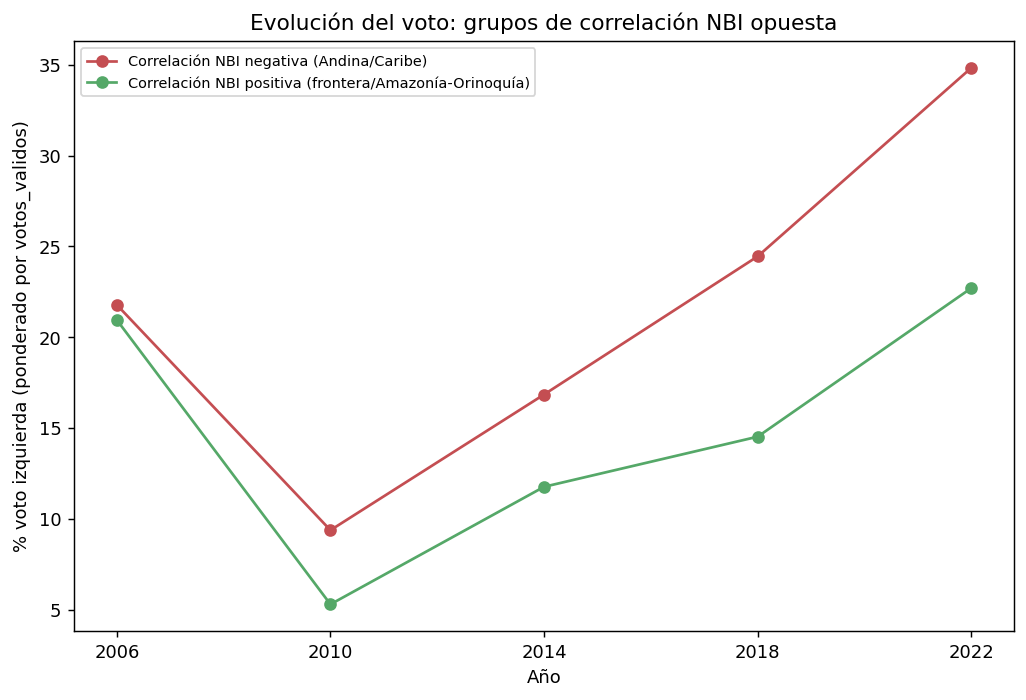 Evolución del voto: grupos de correlación NBI opuesta
Correlación NBI negativa (Andina/Caribe)
Correlación NBI positiva (frontera/Amazonía-Orinoquía)
% voto izquierda (ponderado por votos_validos)
35
30
25
20
15
10
5
2006 2010 2014 2018 2022
Año